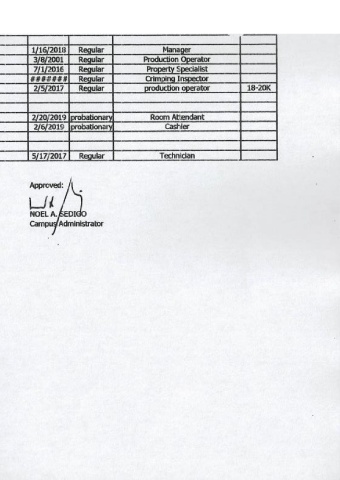 1/16/2018 Regular Manager
3/8/2001 Regular Production Operator
7/1/2016 Regular Property Specialist
####### Regular Crimping Inspector
2/5/2017 Regular production operator 18-20K
2/20/2019 probationary Room Attendant
2/6/2019 probationary Cashier
5/17/2017 Regular Technician
Approved:
NOEL A. SEDIGO
Campus Administrator